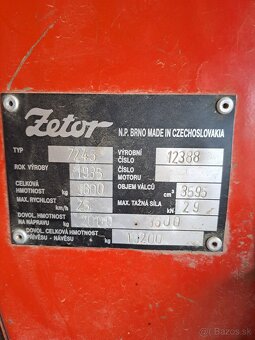 Zetor
N.P. BRNO MADE IN CZECHOSLOVAKIA
TYP 7245 VÝROBNÍ ČÍSLO 12388
ROK VÝROBY 1985 ČÍSLO MOTORU
CELKOVÁ HMOTNOST kg OBJEM VÁLCŮ cm³ 3595
MAX. RYCHLOST km/h 25 MAX. TAŽNÁ SÍLA kN 29
DOVOL. HMOTNOST NA NÁPRAVU kg
DOVOL. CELKOVÁ HMOTNOST PŘÍVĚSU - NÁVĚSU kg
bazos.sk